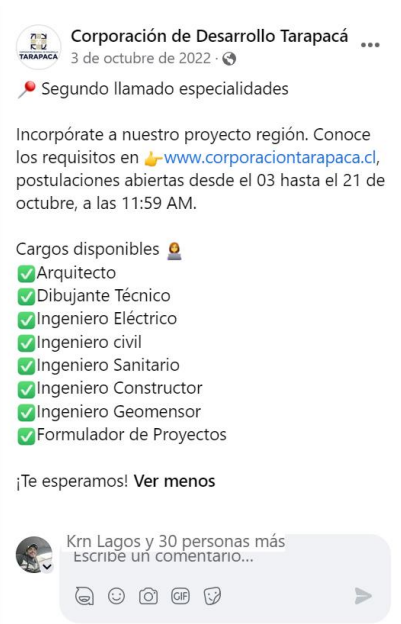 Corporación de Desarrollo Tarapacá
TARAPACA
3 de octubre de 2022 ·
Segundo llamado especialidades
Incorpórate a nuestro proyecto región. Conoce
los requisitos en 👉www.corporaciontarapaca.cl,
postulaciones abiertas desde el 03 hasta el 21 de
octubre, a las 11:59 AM.
Cargos disponibles
✅Arquitecto
✅Dibujante Técnico
✅Ingeniero Eléctrico
✅Ingeniero civil
✅Ingeniero Sanitario
✅Ingeniero Constructor
✅Ingeniero Geomensor
✅Formulador de Proyectos
¡Te esperamos! Ver menos
Krn Lagos y 30 personas más
Escribe un comentario...
GIF